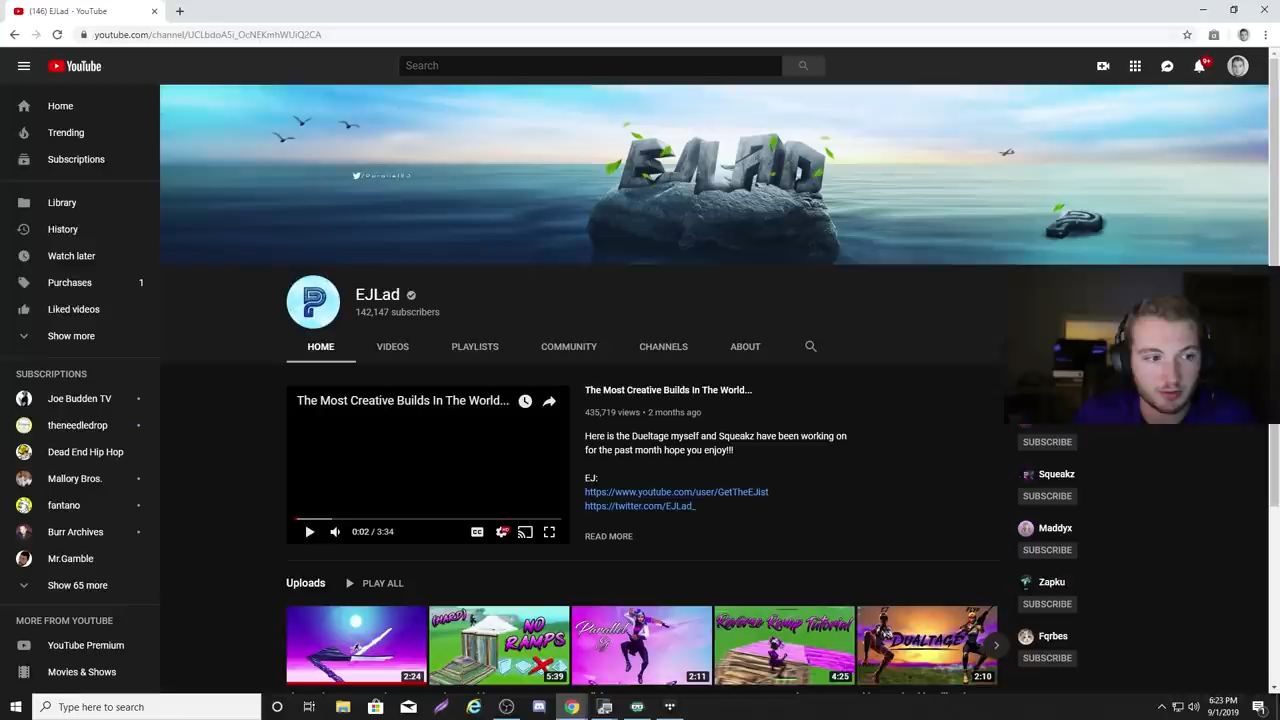 (146) EJLad - YouTube
youtube.com/channel/UCLbdoA5i_OcNEKmhWUiQ2CA
YouTube
Search
9+
Home
Trending
Subscriptions
Library
History
Watch later
Purchases 1
Liked videos
Show more
SUBSCRIPTIONS
Joe Budden TV
theneedledrop
Dead End Hip Hop
Mallory Bros.
fantano
Burr Archives
Mr.Gamble
Show 65 more
MORE FROM YOUTUBE
YouTube Premium
Movies & Shows
EJLAD
EJLad
142,147 subscribers
HOME VIDEOS PLAYLISTS COMMUNITY CHANNELS ABOUT
The Most Creative Builds In The World...
CC HD
0:02 / 3:34
The Most Creative Builds In The World...
435,719 views • 2 months ago
Here is the Dueltage myself and Squeakz have been working on
for the past month hope you enjoy!!!
EJ:
https://www.youtube.com/user/GetTheEJist
https://twitter.com/EJLad_
READ MORE
SUBSCRIBE
Squeakz
SUBSCRIBE
Maddyx
SUBSCRIBE
Zapku
SUBSCRIBE
Fqrbes
SUBSCRIBE
Uploads PLAY ALL
2:24
(HARD)
NO
RAMPS
5:39
Parallel
EJ
2:11
Reverse Ramp Tutorial
4:25
DUALTAGE
2:10
Type here to search
6:23 PM
9/1/2019